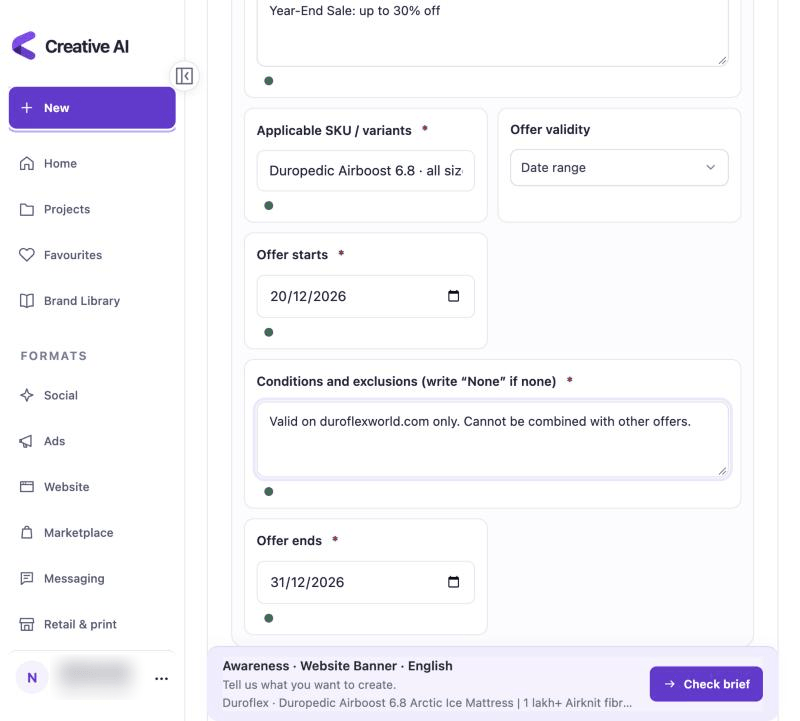 Creative AI
New
Home
Projects
Favourites
Brand Library
FORMATS
Social
Ads
Website
Marketplace
Messaging
Retail & print
N
Year-End Sale: up to 30% off
Applicable SKU / variants *
Duropedic Airboost 6.8 · all siz
Offer validity
Date range
Offer starts *
20/12/2026
Conditions and exclusions (write “None” if none) *
Valid on duroflexworld.com only. Cannot be combined with other offers.
Offer ends *
31/12/2026
Awareness · Website Banner · English
Tell us what you want to create.
Duroflex · Duropedic Airboost 6.8 Arctic Ice Mattress | 1 lakh+ Airknit fibr...
Check brief